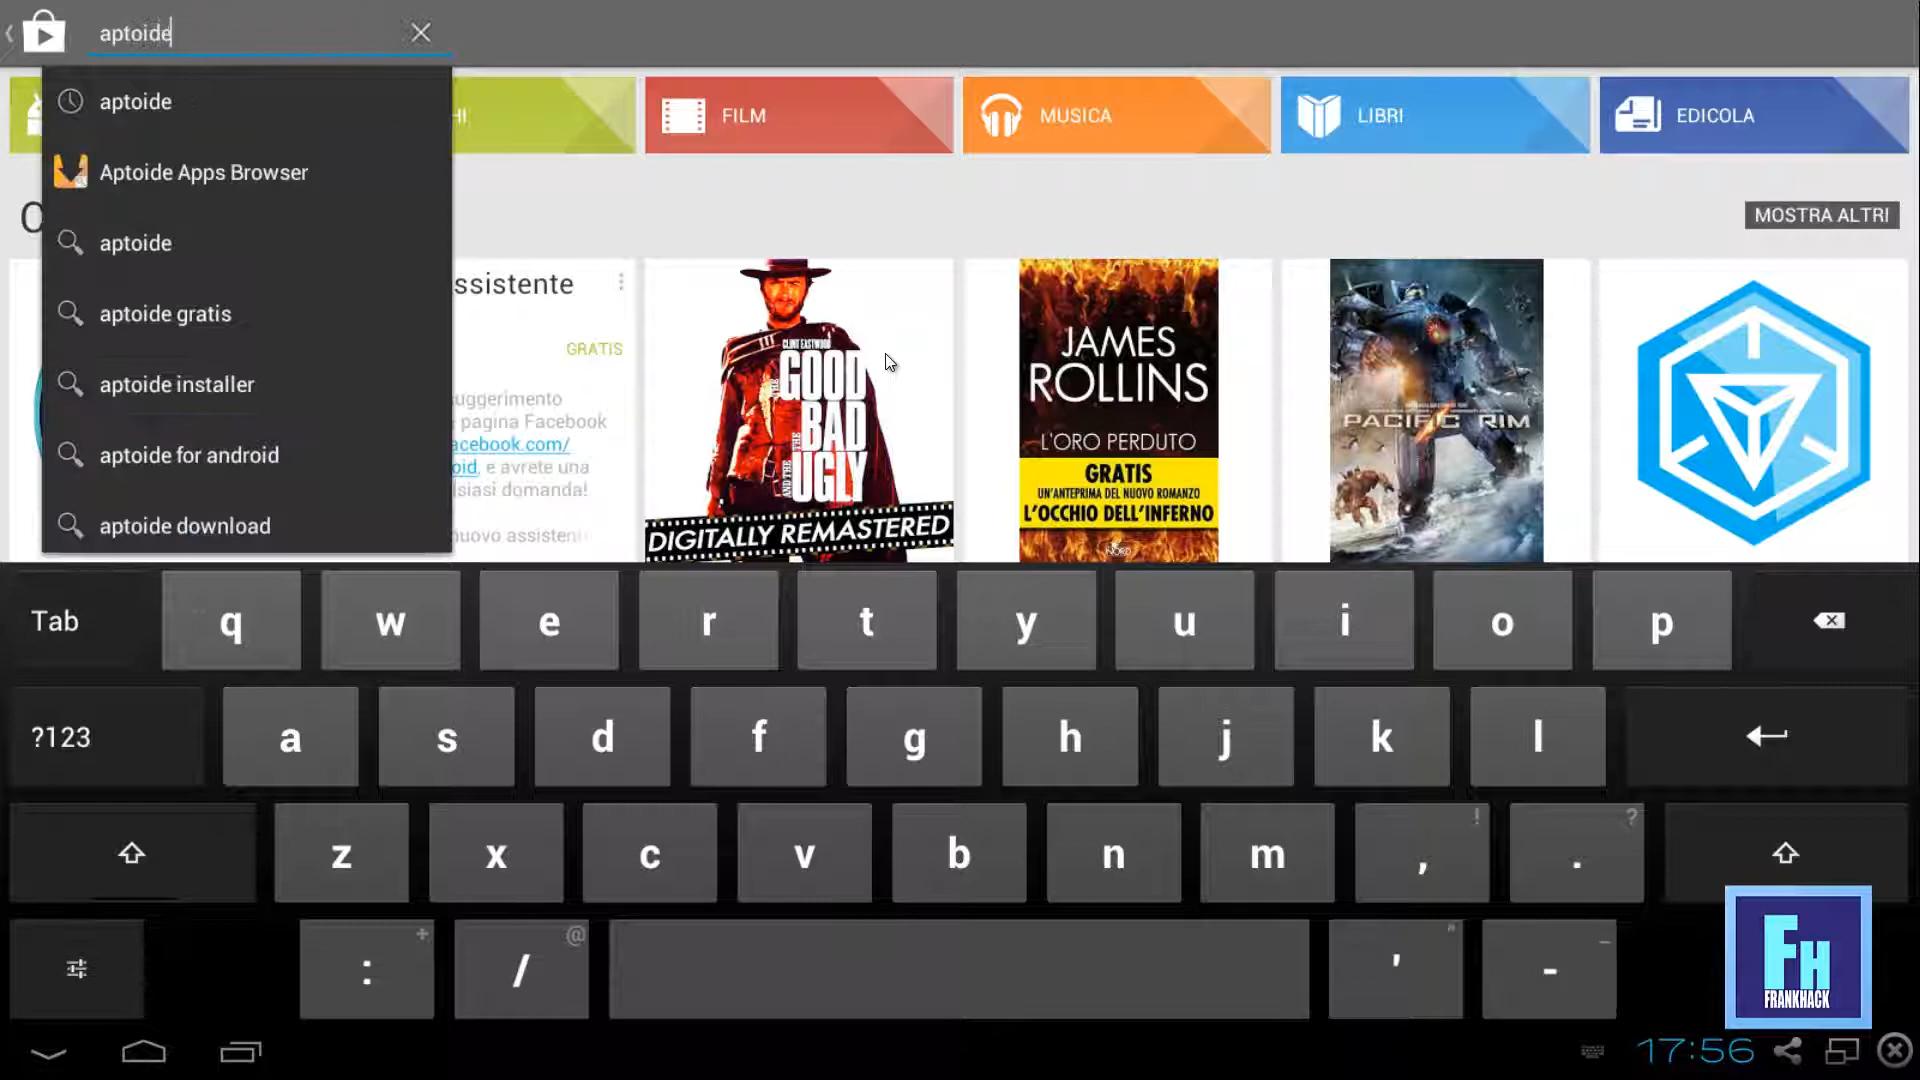 aptoide
aptoide
Aptoide Apps Browser
aptoide
aptoide gratis
aptoide installer
aptoide for android
aptoide download
HI
FILM
MUSICA
LIBRI
EDICOLA
MOSTRA ALTRI
ssistente
GRATIS
uggerimento
pagina Facebook
acebook.com/
oid, e avrete una
siasi domanda!
nuovo assistent
CLINT EASTWOOD
THE GOOD
THE BAD
AND THE UGLY
DIGITALLY REMASTERED
JAMES
ROLLINS
L'ORO PERDUTO
GRATIS
UN'ANTEPRIMA DEL NUOVO ROMANZO
L'OCCHIO DELL'INFERNO
NORD
PACIFIC RIM
Tab q w e r t y u i o p
?123 a s d f g h j k l
z x c v b n m , ! . ?
: + / @ ' " - _
FH
FRANKHACK
17:56